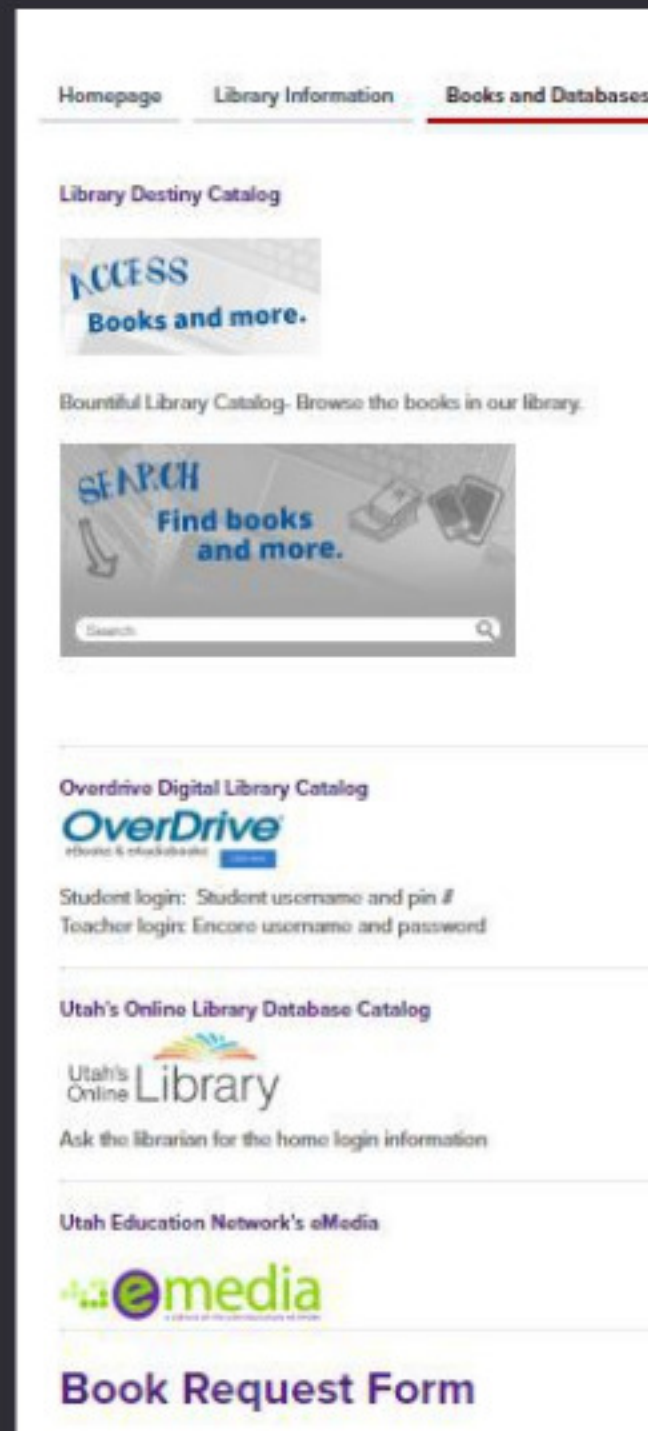 Homepage Library Information Books and Databases
Library Destiny Catalog
ACCESS
Books and more.
Bountiful Library Catalog- Browse the books in our library.
SEARCH
Find books
and more.
Search
Overdrive Digital Library Catalog
OverDrive
eBooks & eAudiobooks
Student login: Student username and pin #
Teacher login: Encore username and password
Utah's Online Library Database Catalog
Utah's
Online Library
Ask the librarian for the home login information
Utah Education Network's eMedia
emedia
Book Request Form